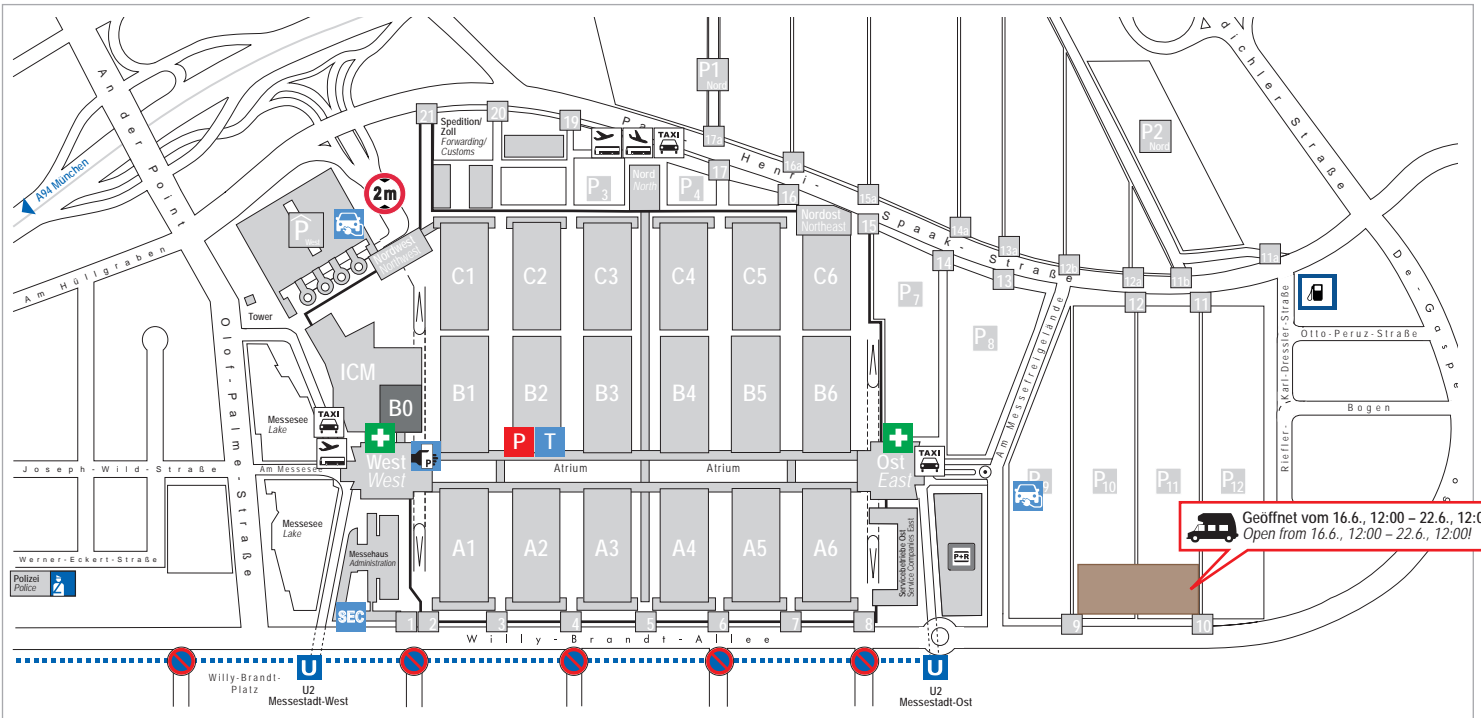 An der Point
A94 München
Am Hüllgraben
Olof-Palme-Straße
Joseph-Wild-Straße
Am Messesee
Werner-Eckert-Straße
Polizei
Police
Tower
P
West
2m
Nordwest
Northwest
ICM
B0
TAXI
Messesee
Lake
Messesee
Lake
West
West
P
Messehaus
Administration
SEC
21
Spedition/
Zoll
Forwarding/
Customs
20
19
TAXI
P1
Nord
17a
17
16a
16
15a
15
14a
14
13a
13
12b
12a
12
11b
11
11a
Paul-Henri-Spaak-Straße
P3
Nord
North
P4
Nordost
Northeast
C1
C2
C3
C4
C5
C6
B1
B2
B3
B4
B5
B6
P
T
Atrium
Atrium
A1
A2
A3
A4
A5
A6
Ost
East
TAXI
Servicebetriebe Ost
Service Companies East
P+R
P7
P8
Am Messefreigelände
P9
P10
P11
P12
P2
Nord
Otto-Peruz-Straße
Karl-Dressler-Straße
Riefler-
Bogen
De-Gaspe
dichler Straße
Geöffnet vom 16.6., 12:00 – 22.6., 12:0
Open from 16.6., 12:00 – 22.6., 12:00!
1
2
3
4
5
6
7
8
9
10
Willy-Brandt-Allee
Willy-Brandt-
Platz
U
U2
Messestadt-West
U
U2
Messestadt-Ost